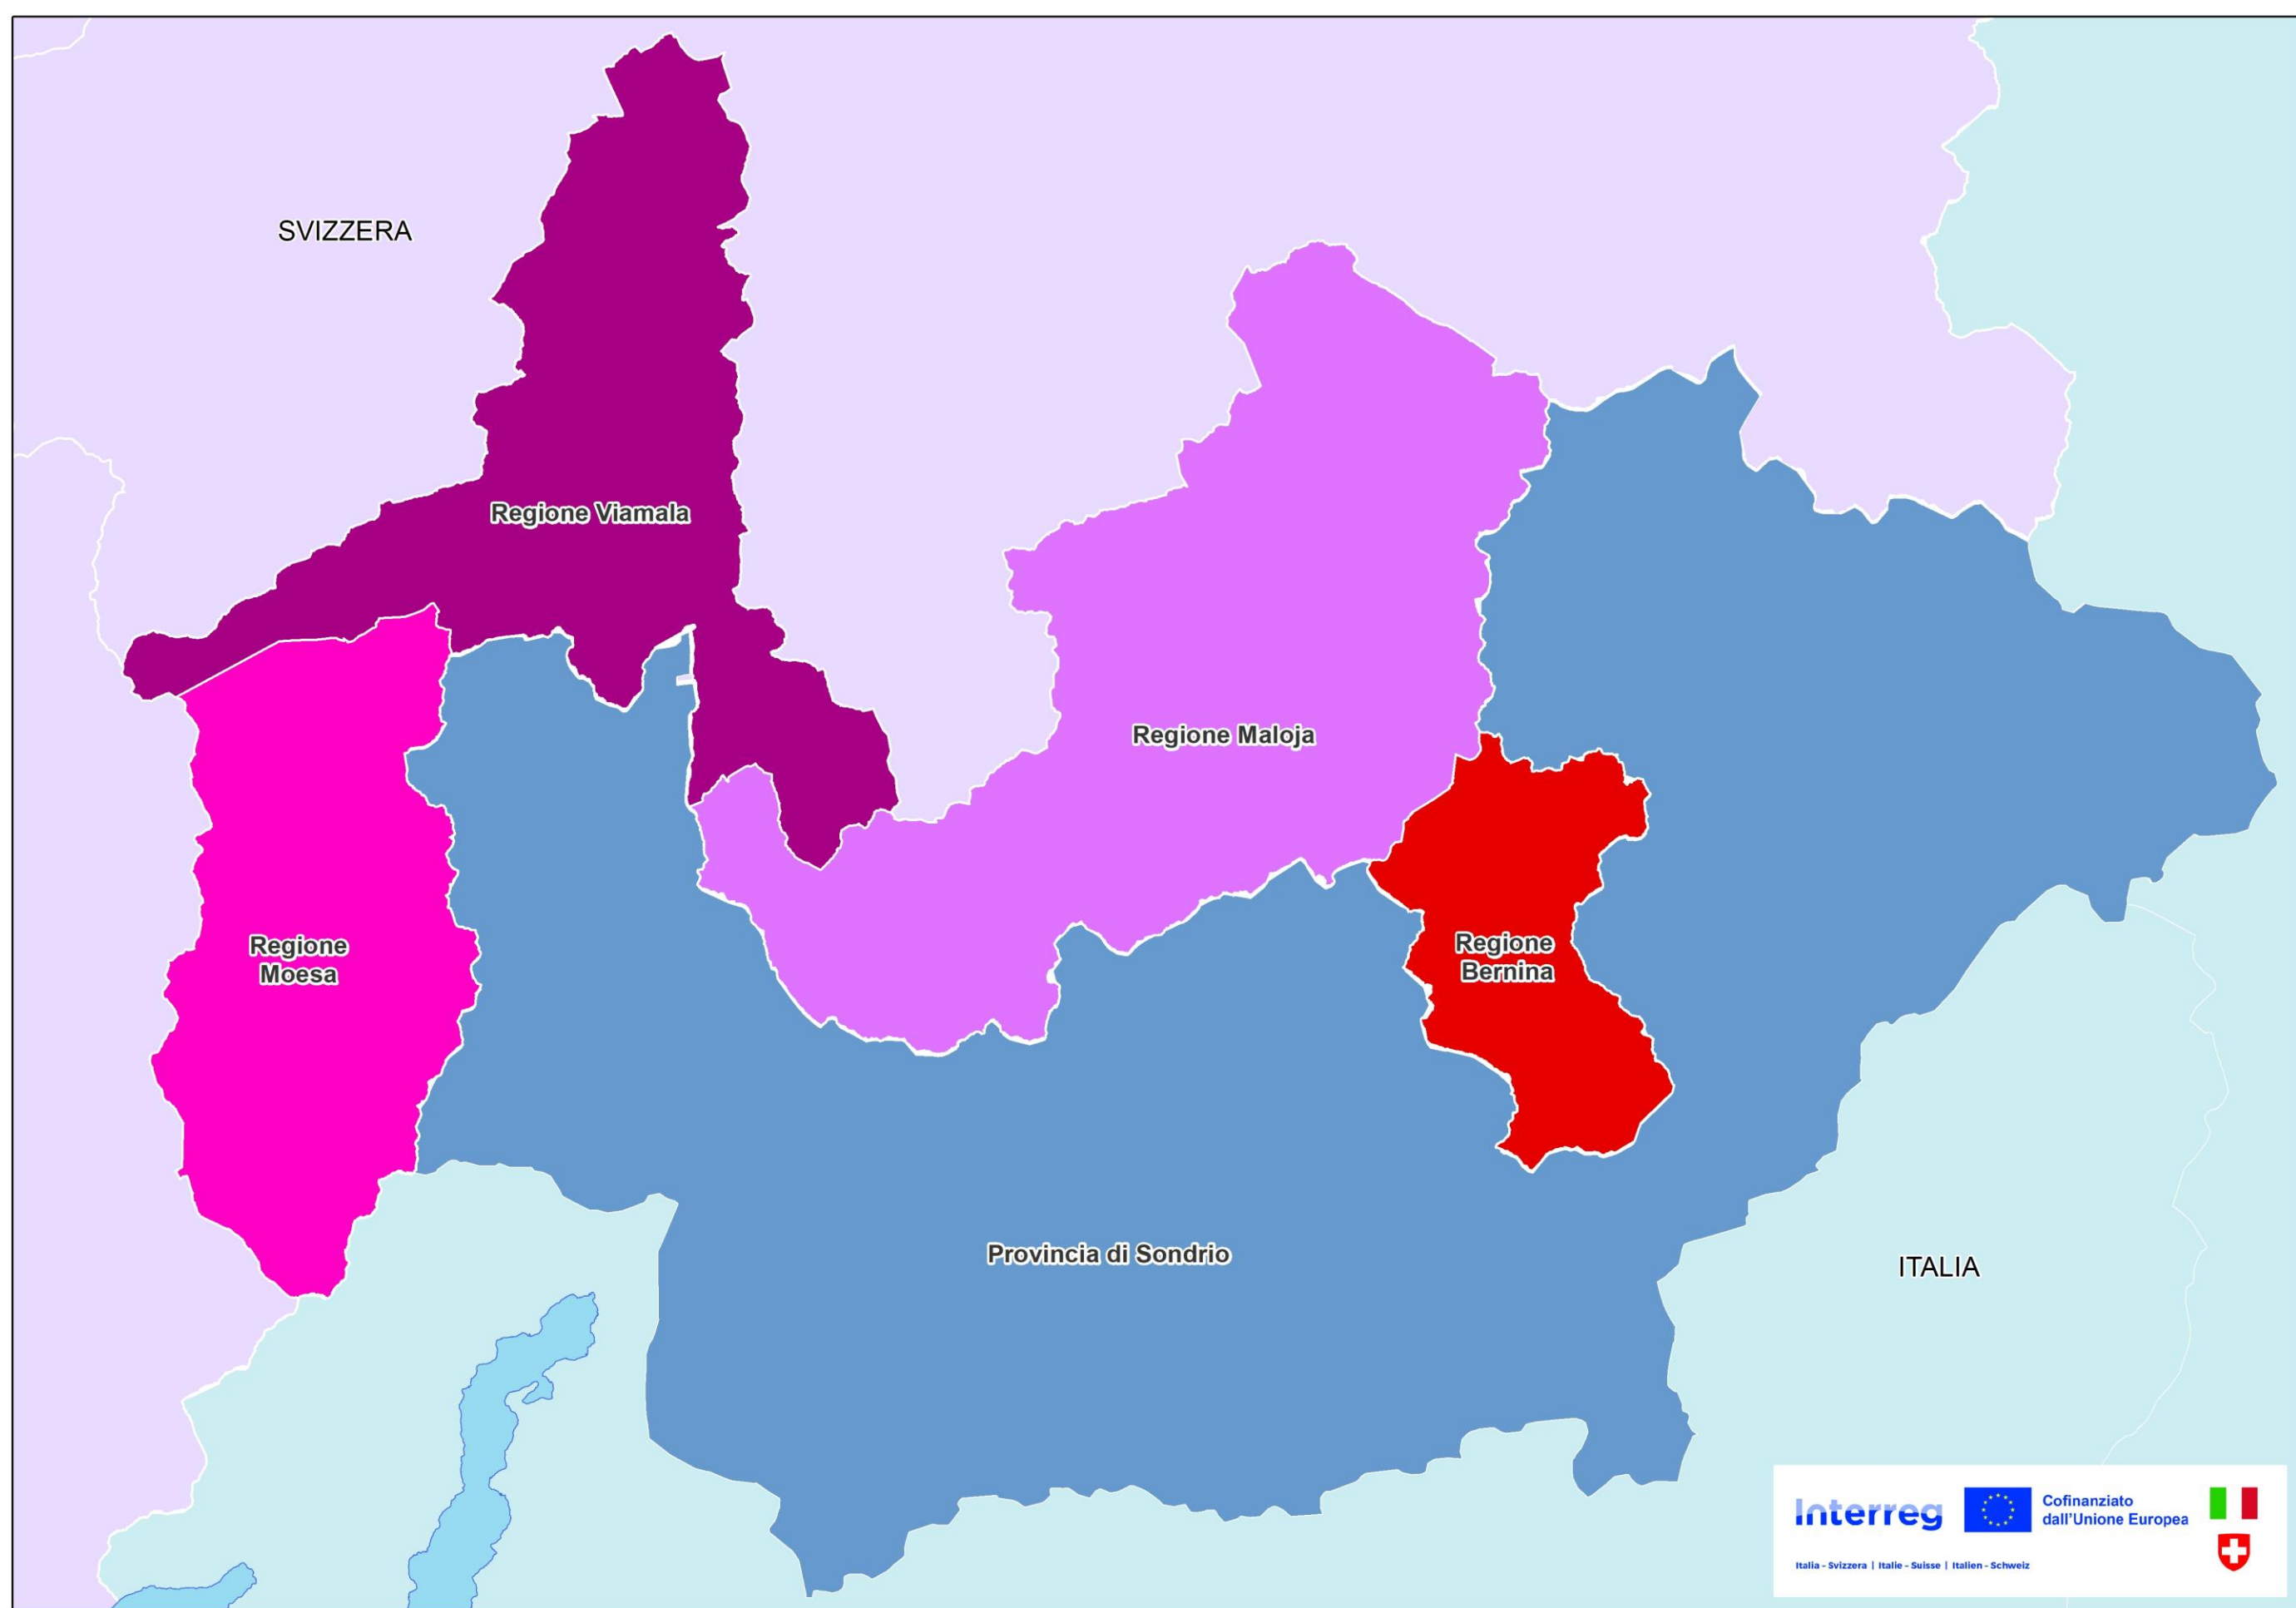 SVIZZERA
Regione Viamala
Regione Maloja
Regione
Moesa
Regione
Bernina
Provincia di Sondrio
ITALIA
Interreg
Cofinanziato
dall'Unione Europea
Italia - Svizzera | Italie - Suisse | Italien - Schweiz